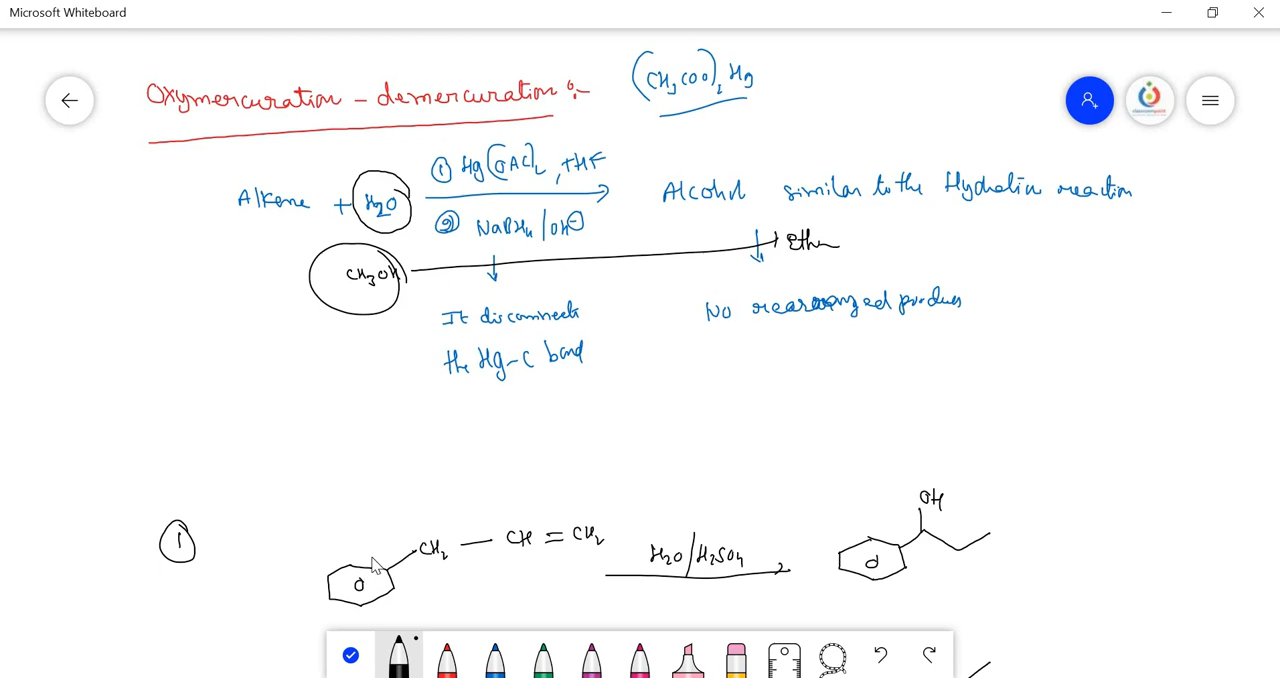 Microsoft Whiteboard
Oxymercuration - demercuration :-
(CH3COO)2 Hg
① Hg(OAc)2, THF
Alkene + H2O
Alcohol similar to the Hydration reaction
② NaBH4/OH⊖
Ether
CH3OH
It disconnects
the Hg-C bond
No rearranged product
①
CH2 — CH = CH2
H2O/H2SO4
OH